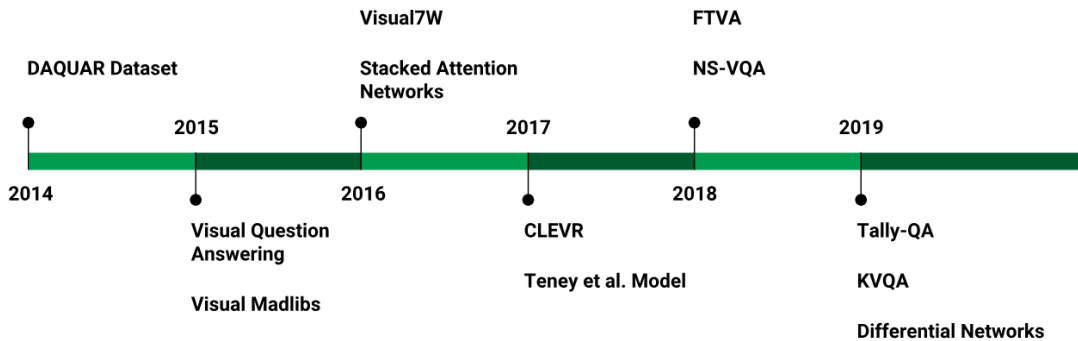 Visual7W
FTVA
DAQUAR Dataset
Stacked Attention
Networks
NS-VQA
2015
2017
2019
2014
2016
2018
Visual Question
Answering
Visual Madlibs
CLEVR
Teney et al. Model
Tally-QA
KVQA
Differential Networks